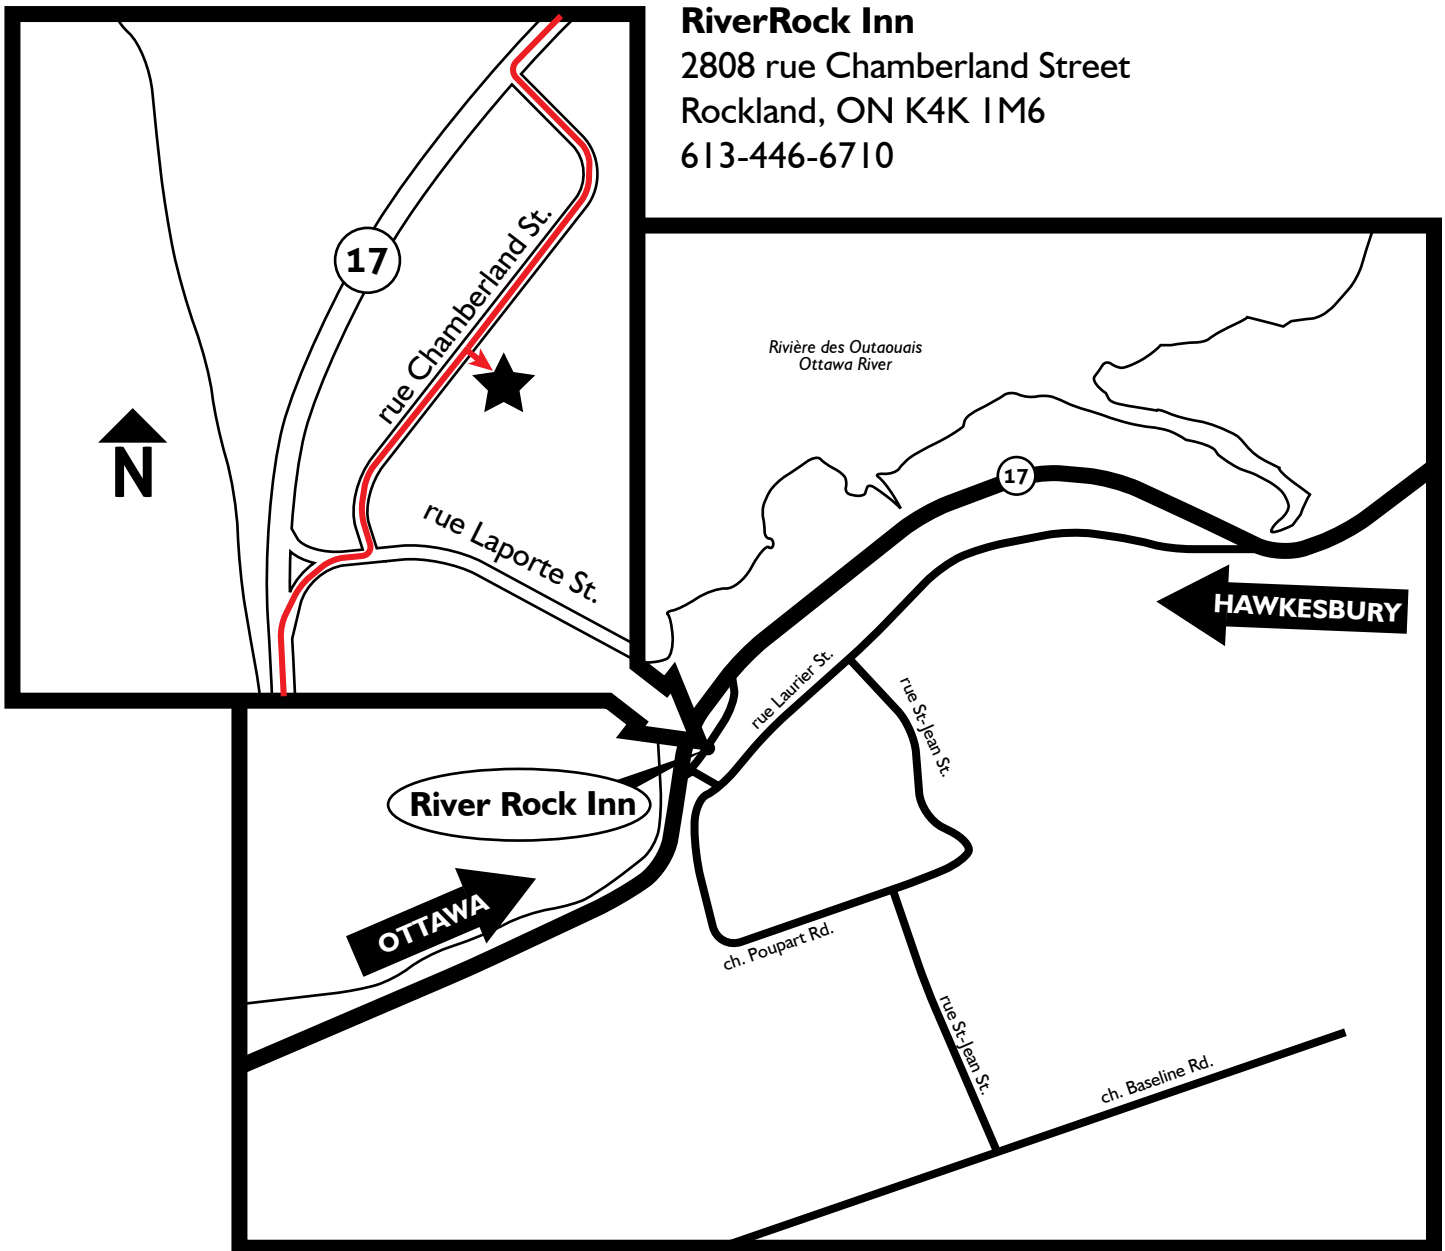 RiverRock Inn
2808 rue Chamberland Street
Rockland, ON K4K 1M6
613-446-6710
17
rue Chamberland St.
N
rue Laporte St.
Rivière des Outaouais
Ottawa River
17
HAWKESBURY
rue Laurier St.
rue St-Jean St.
River Rock Inn
OTTAWA
ch. Poupart Rd.
rue St-Jean St.
ch. Baseline Rd.